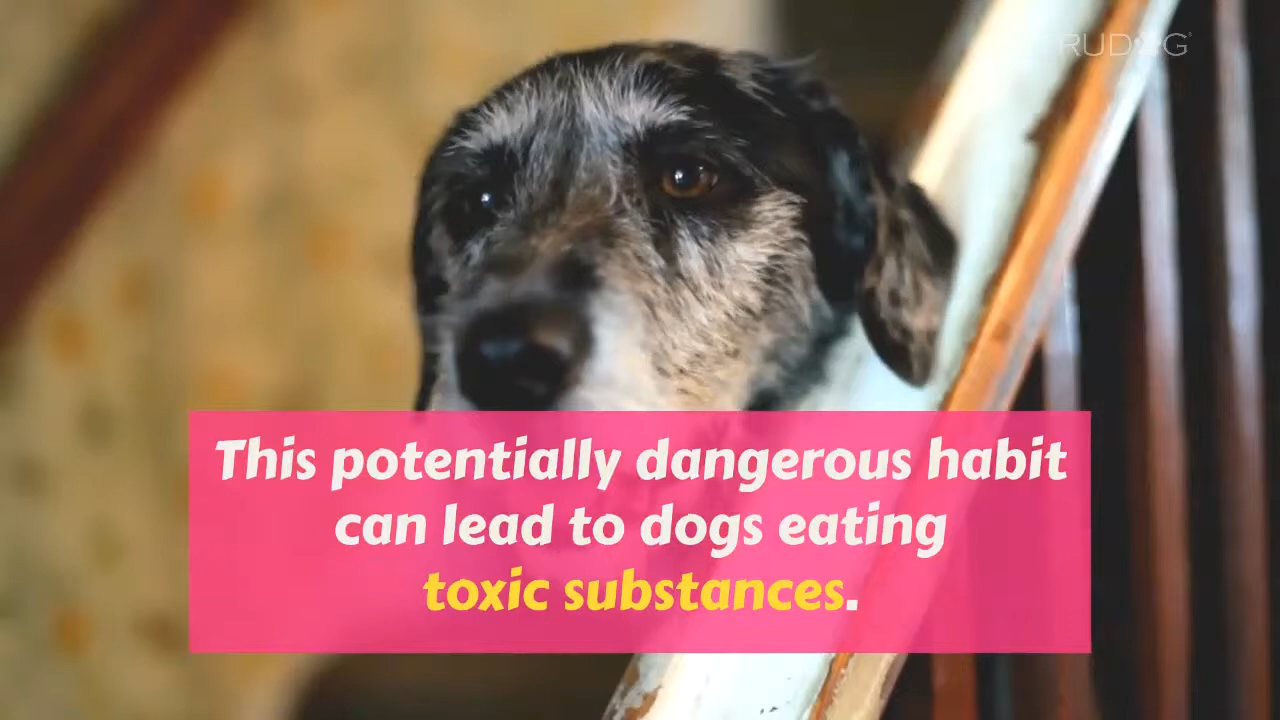 RUDOG
This potentially dangerous habit
can lead to dogs eating
toxic substances.